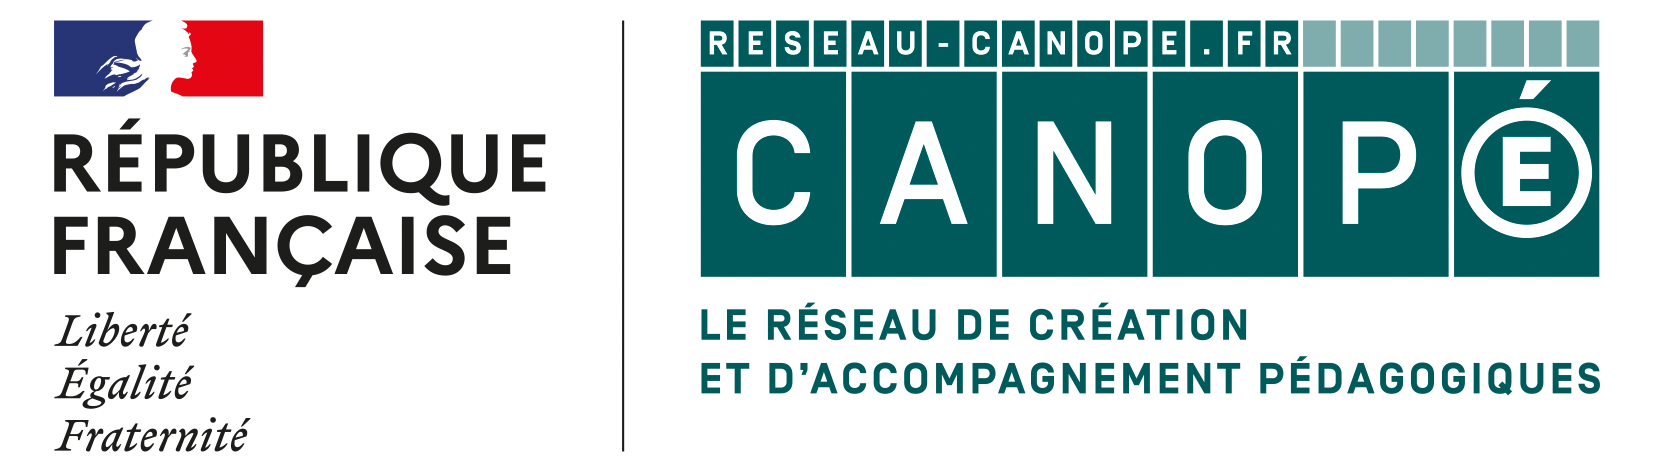 RÉPUBLIQUE
FRANÇAISE
Liberté
Égalité
Fraternité
RESEAU-CANOPE.FR
CANOPÉ
LE RÉSEAU DE CRÉATION
ET D’ACCOMPAGNEMENT PÉDAGOGIQUES